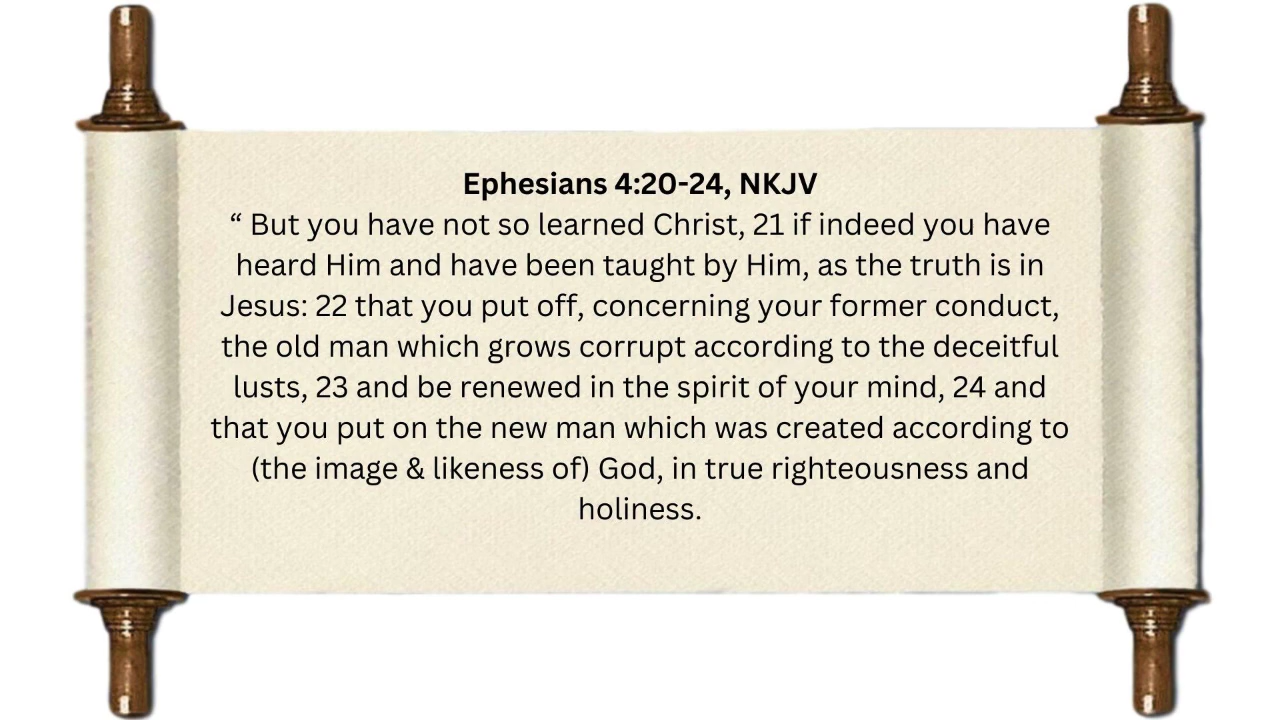 Ephesians 4:20-24, NKJV
“ But you have not so learned Christ, 21 if indeed you have
heard Him and have been taught by Him, as the truth is in
Jesus: 22 that you put off, concerning your former conduct,
the old man which grows corrupt according to the deceitful
lusts, 23 and be renewed in the spirit of your mind, 24 and
that you put on the new man which was created according to
(the image & likeness of) God, in true righteousness and
holiness.